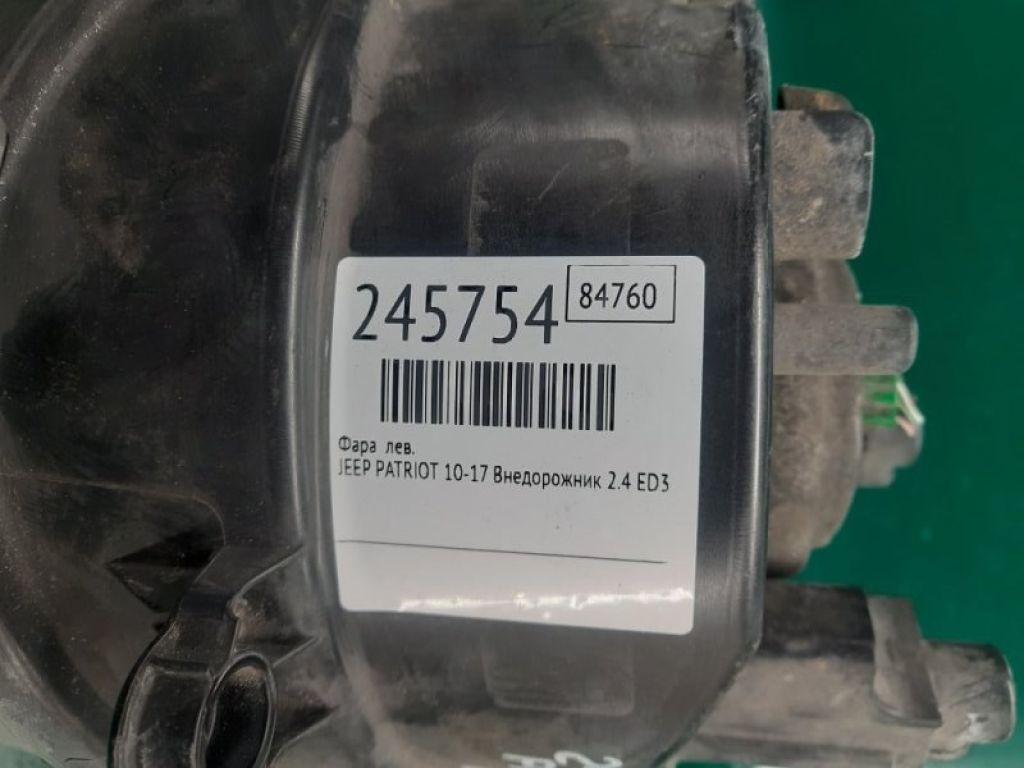 245754 84760
Фара лев.
JEEP PATRIOT 10-17 Внедорожник 2.4 ED3